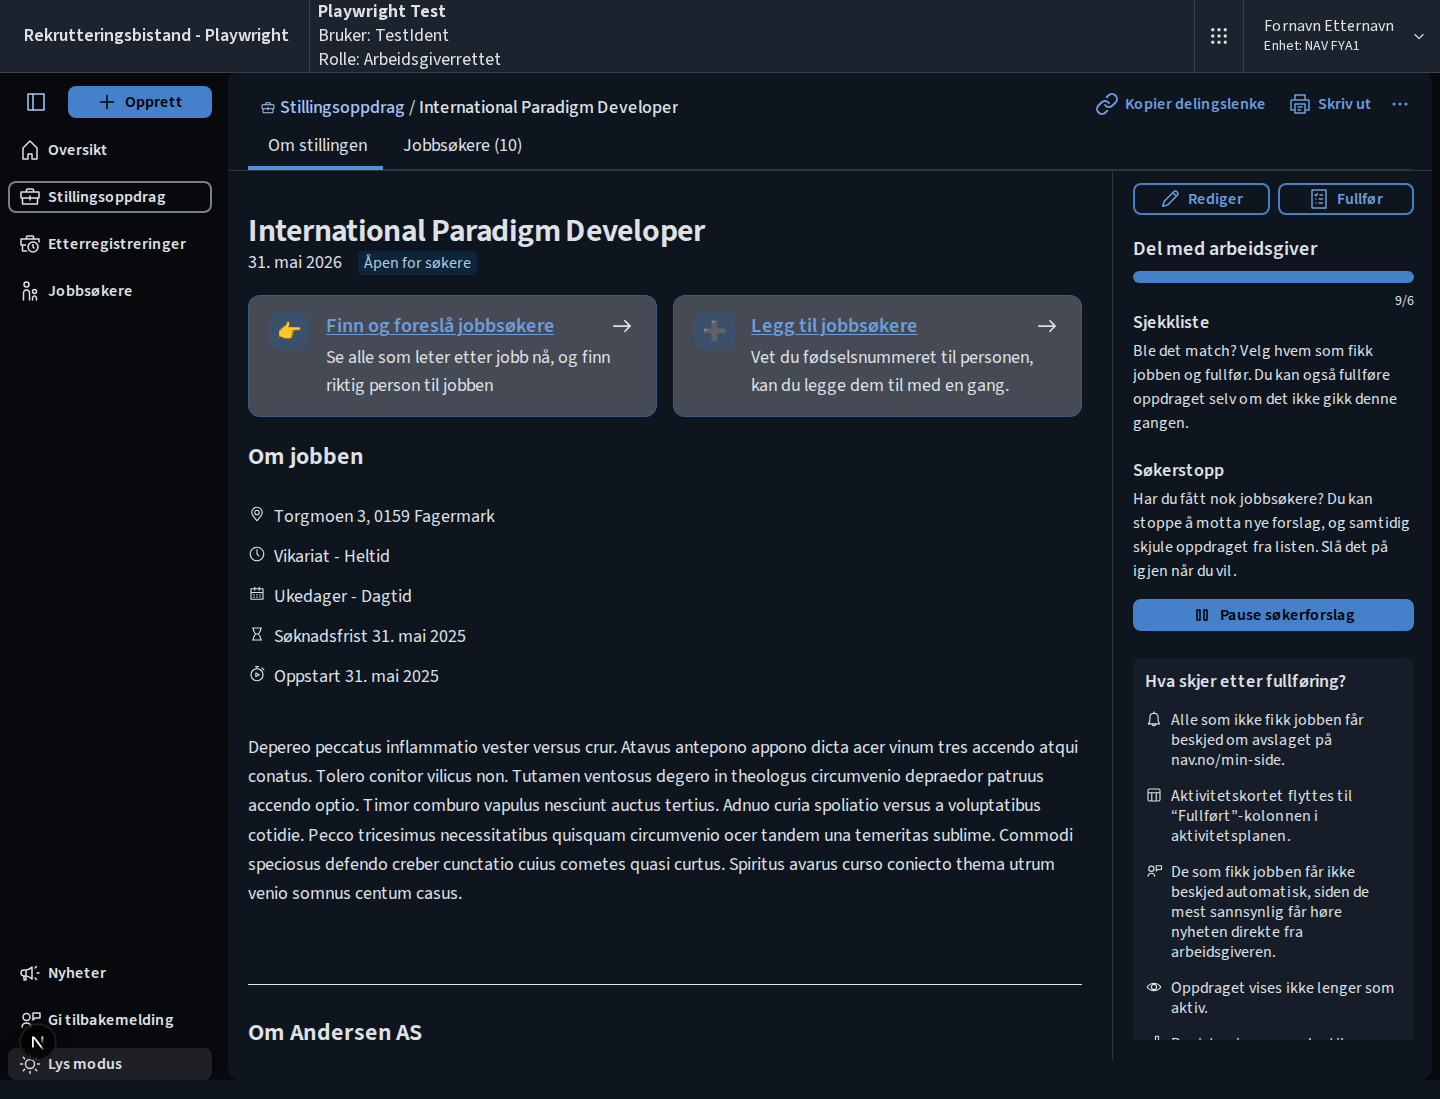 Rekrutteringsbistand - Playwright
Playwright Test
Bruker: TestIdent
Rolle: Arbeidsgiverrettet
Fornavn Etternavn
Enhet: NAV FYA1
Opprett
Oversikt
Stillingsoppdrag
Etterregistreringer
Jobbsøkere
Nyheter
Gi tilbakemelding
N
Lys modus
Stillingsoppdrag / International Paradigm Developer
Kopier delingslenke
Skriv ut
Om stillingen
Jobbsøkere (10)
International Paradigm Developer
31. mai 2026
Åpen for søkere
Finn og foreslå jobbsøkere
Se alle som leter etter jobb nå, og finn
riktig person til jobben
Legg til jobbsøkere
Vet du fødselsnummeret til personen,
kan du legge dem til med en gang.
Om jobben
Torgmoen 3, 0159 Fagermark
Vikariat - Heltid
Ukedager - Dagtid
Søknadsfrist 31. mai 2025
Oppstart 31. mai 2025
Depereo peccatus inflammatio vester versus crur. Atavus antepono appono dicta acer vinum tres accendo atqui
conatus. Tolero conitor vilicus non. Tutamen ventosus degero in theologus circumvenio depraedor patruus
accendo optio. Timor comburo vapulus nesciunt auctus tertius. Adnuo curia spoliatio versus a voluptatibus
cotidie. Pecco tricesimus necessitatibus quisquam circumvenio ocer tandem una temeritas sublime. Commodi
speciosus defendo creber cunctatio cuius cometes quasi curtus. Spiritus avarus curso coniecto thema utrum
venio somnus centum casus.
Om Andersen AS
Rediger
Fullfør
Del med arbeidsgiver
9/6
Sjekkliste
Ble det match? Velg hvem som fikk
jobben og fullfør. Du kan også fullføre
oppdraget selv om det ikke gikk denne
gangen.
Søkerstopp
Har du fått nok jobbsøkere? Du kan
stoppe å motta nye forslag, og samtidig
skjule oppdraget fra listen. Slå det på
igjen når du vil.
Pause søkerforslag
Hva skjer etter fullføring?
Alle som ikke fikk jobben får
beskjed om avslaget på
nav.no/min-side.
Aktivitetskortet flyttes til
“Fullført”-kolonnen i
aktivitetsplanen.
De som fikk jobben får ikke
beskjed automatisk, siden de
mest sannsynlig får høre
nyheten direkte fra
arbeidsgiveren.
Oppdraget vises ikke lenger som
aktiv.